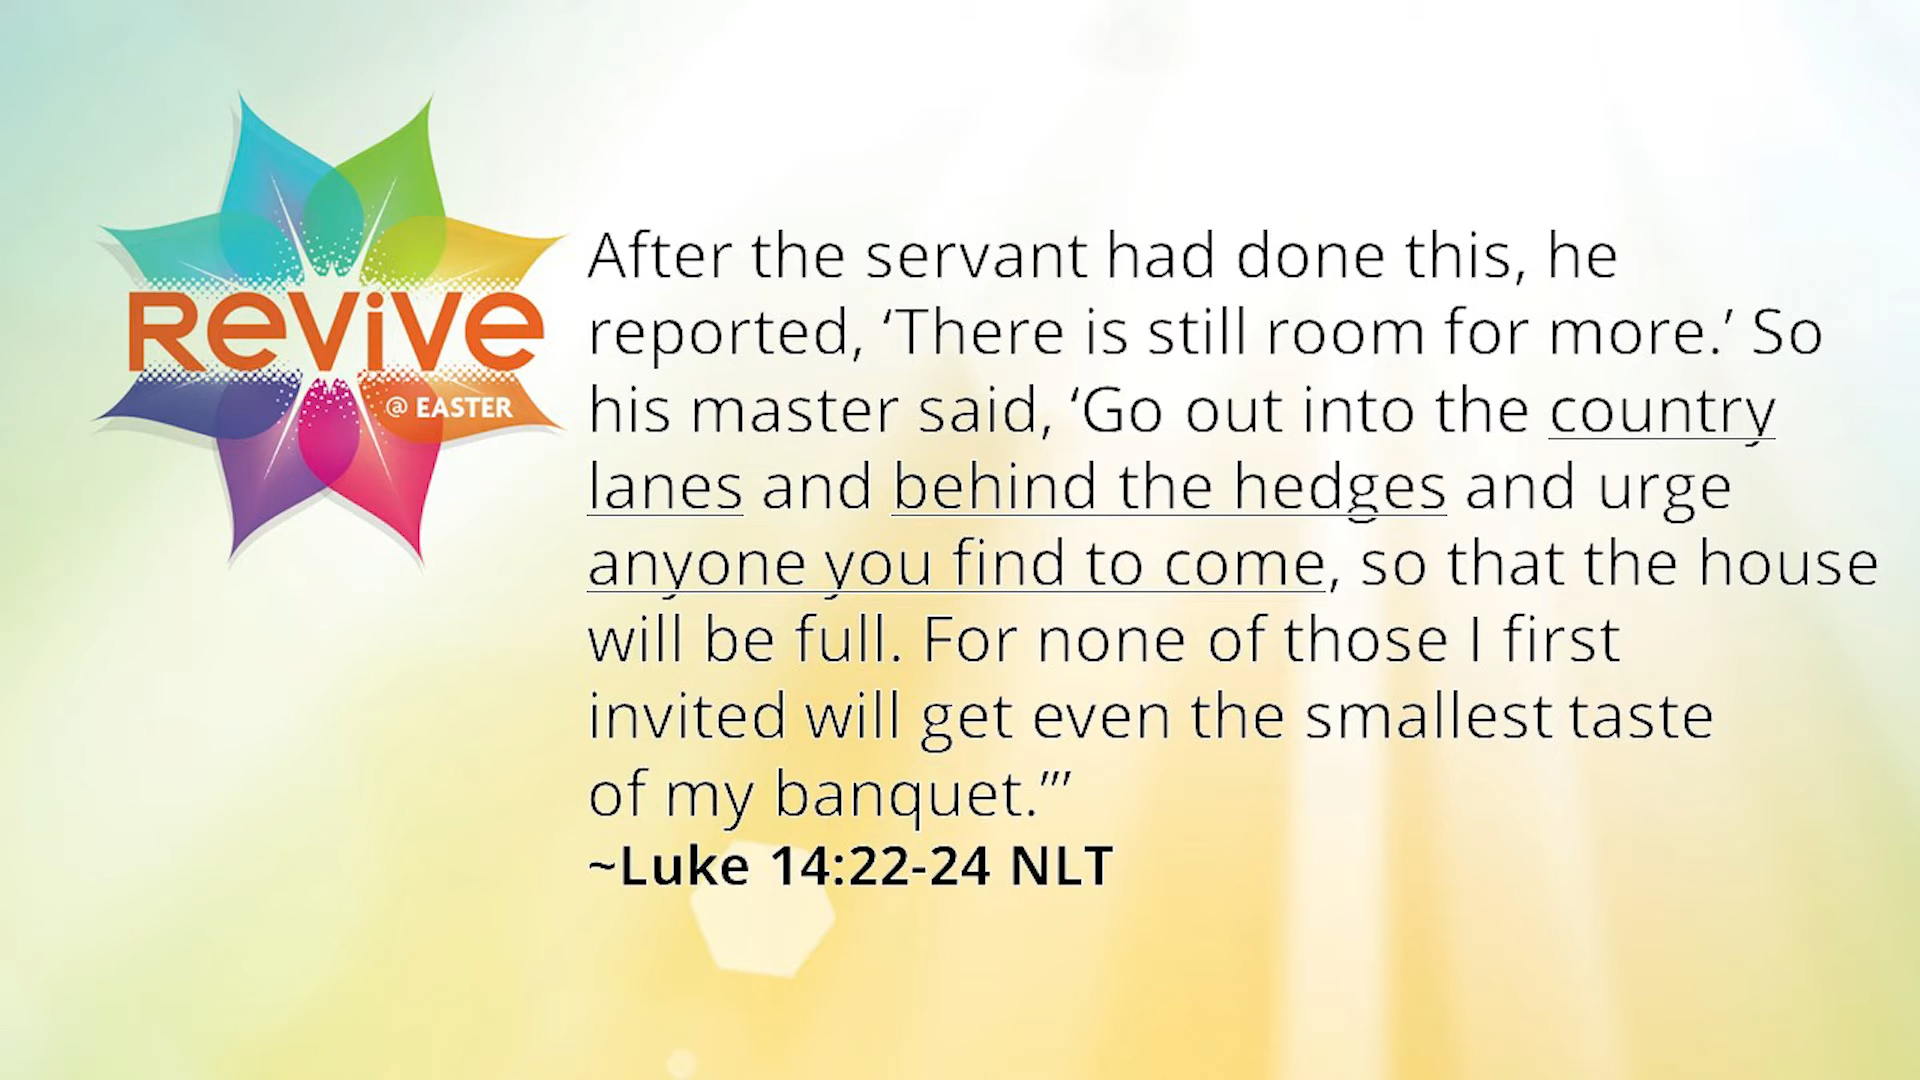 ReViVe
@ EASTER
After the servant had done this, he
reported, ‘There is still room for more.’ So
his master said, ‘Go out into the country
lanes and behind the hedges and urge
anyone you find to come, so that the house
will be full. For none of those I first
invited will get even the smallest taste
of my banquet.”’
~Luke 14:22-24 NLT